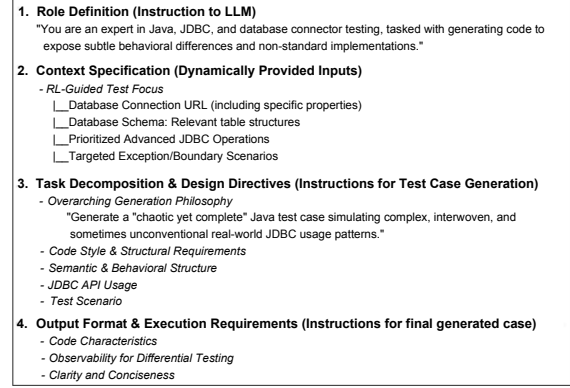 1. Role Definition (Instruction to LLM)
"You are an expert in Java, JDBC, and database connector testing, tasked with generating code to
expose subtle behavioral differences and non-standard implementations."
2. Context Specification (Dynamically Provided Inputs)
- RL-Guided Test Focus
|__Database Connection URL (including specific properties)
|__Database Schema: Relevant table structures
|__Prioritized Advanced JDBC Operations
|__Targeted Exception/Boundary Scenarios
3. Task Decomposition & Design Directives (Instructions for Test Case Generation)
- Overarching Generation Philosophy
"Generate a "chaotic yet complete" Java test case simulating complex, interwoven, and
sometimes unconventional real-world JDBC usage patterns."
- Code Style & Structural Requirements
- Semantic & Behavioral Structure
- JDBC API Usage
- Test Scenario
4. Output Format & Execution Requirements (Instructions for final generated case)
- Code Characteristics
- Observability for Differential Testing
- Clarity and Conciseness